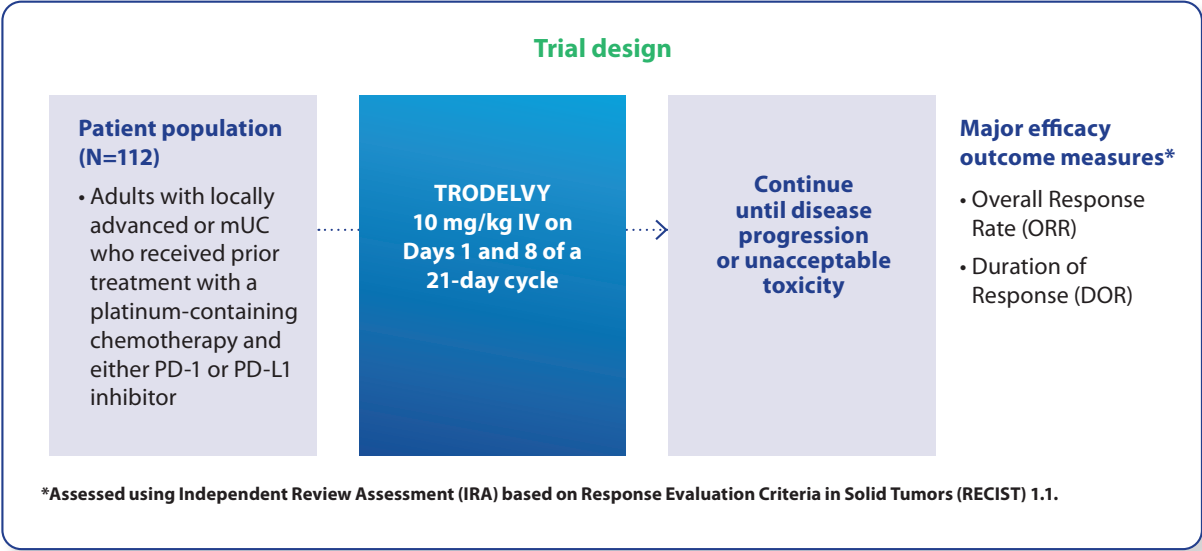 Trial design
Patient population
(N=112)
• Adults with locally
advanced or mUC
who received prior
treatment with a
platinum-containing
chemotherapy and
either PD-1 or PD-L1
inhibitor
TRODELVY
10 mg/kg IV on
Days 1 and 8 of a
21-day cycle
Continue
until disease
progression
or unacceptable
toxicity
Major efficacy
outcome measures*
• Overall Response
Rate (ORR)
• Duration of
Response (DOR)
*Assessed using Independent Review Assessment (IRA) based on Response Evaluation Criteria in Solid Tumors (RECIST) 1.1.